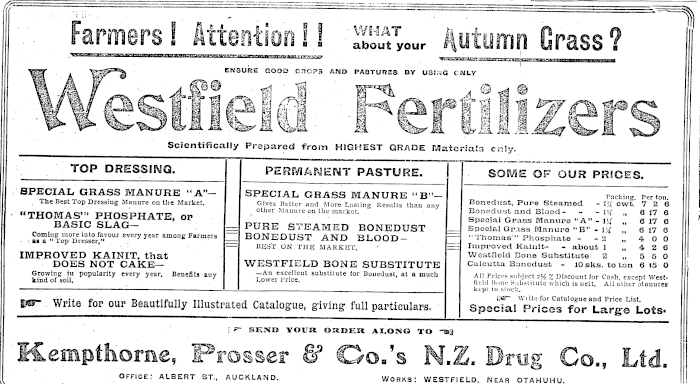 Farmers! Attention!! WHAT about your Autumn Grass?
ENSURE GOOD CROPS AND PASTURES BY USING ONLY
Westfield Fertilizers
Scientifically Prepared from HIGHEST GRADE Materials only.
TOP DRESSING.
SPECIAL GRASS MANURE "A"—
The Best Top Dressing Manure on the Market.
"THOMAS" PHOSPHATE, or
BASIC SLAG—
Coming more into favour every year among Farmers
as a "Top Dresser,"
IMPROVED KAINIT, that
DOES NOT CAKE—
Growing in popularity every year. Benefits any
kind of soil.
PERMANENT PASTURE.
SPECIAL GRASS MANURE "B"—
Gives Better and More Lasting Results than any
other Manure on the market.
PURE STEAMED BONEDUST
BONEDUST AND BLOOD—
BEST ON THE MARKET,
WESTFIELD BONE SUBSTITUTE
—An excellent substitute for Bonedust, at a much
Lower Price.
SOME OF OUR PRICES.
Packing. Per ton.
Bonedust, Pure Steamed - 1½ cwt. 7 2 6
Bonedust and Blood - - - 1½ „ 6 17 6
Special Grass Manure "A" - 1½ „ 6 17 6
Special Grass Manure "B" - 1½ „ 6 17 6
"Thomas" Phosphate - - 2 „ 4 0 0
Improved Kainit - - about 1 „ 4 2 6
Westfield Bone Substitute 2 „ 5 5 0
Calcutta Bonedust - 10 sks. to ton 6 15 0
All Prices subject 2½ % Discount for Cash, except West-
field Bone Substitute which is nett. All other Manures
kept in stock.
☞ Write for Catalogue and Price List.
Special Prices for Large Lots.
☞ Write for our Beautifully Illustrated Catalogue, giving full particulars.
☞ SEND YOUR ORDER ALONG TO ☜
Kempthorne, Prosser & Co.'s N.Z. Drug Co., Ltd.
OFFICE: ALBERT ST., AUCKLAND. WORKS: WESTFIELD, NEAR OTAHUHU.